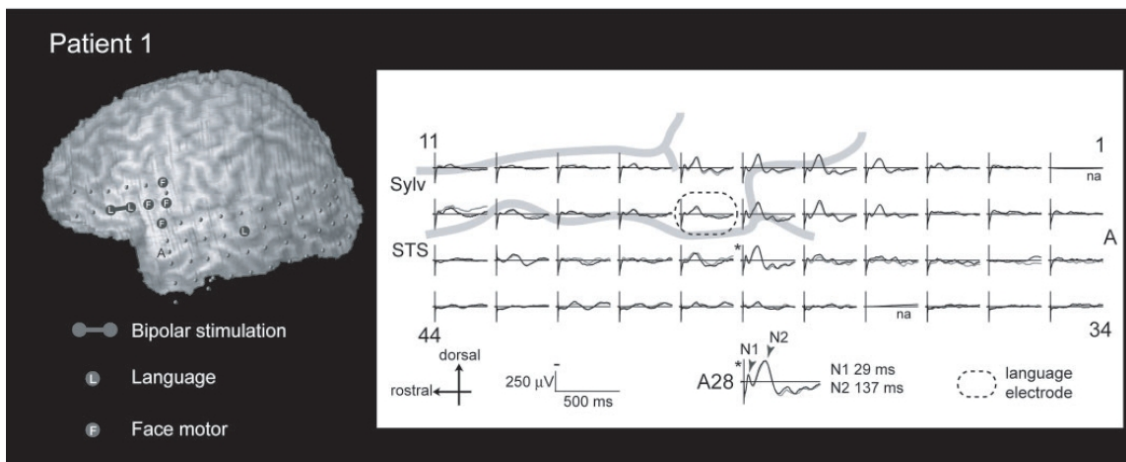 Patient 1
L L F F F F L
A
Bipolar stimulation
L Language
F Face motor
11 1
Sylv na
STS * A
na
44 34
dorsal
rostral
250 µV
500 ms
N1 N2
*
A28
N1 29 ms
N2 137 ms
language
electrode